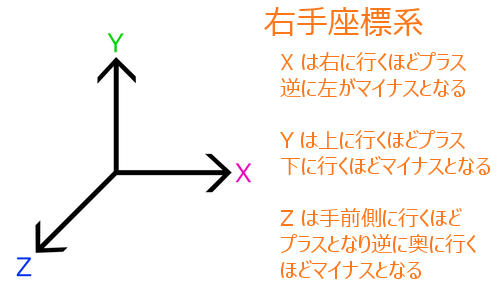 右手座標系
X は右に行くほどプラス
逆に左がマイナスとなる
Y は上に行くほどプラス
下に行くほどマイナスとなる
Z は手前側に行くほど
プラスとなり逆に奥に行く
ほどマイナスとなる
Y
X
Z